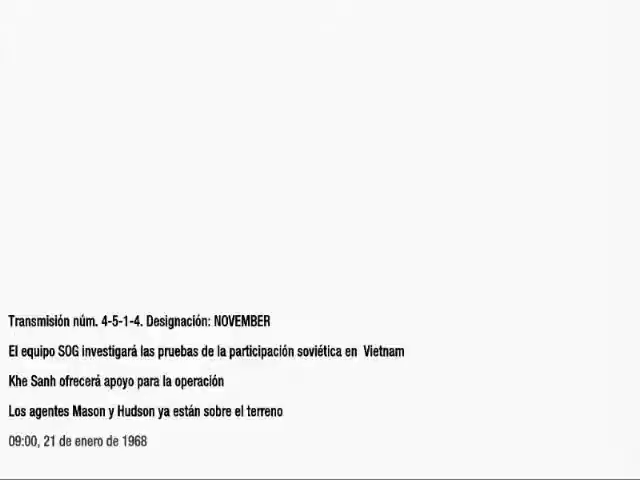 Transmisión núm. 4-5-1-4. Designación: NOVEMBER
El equipo SOG investigará las pruebas de la participación soviética en  Vietnam
Khe Sanh ofrecerá apoyo para la operación
Los agentes Mason y Hudson ya están sobre el terreno
09:00, 21 de enero de 1968